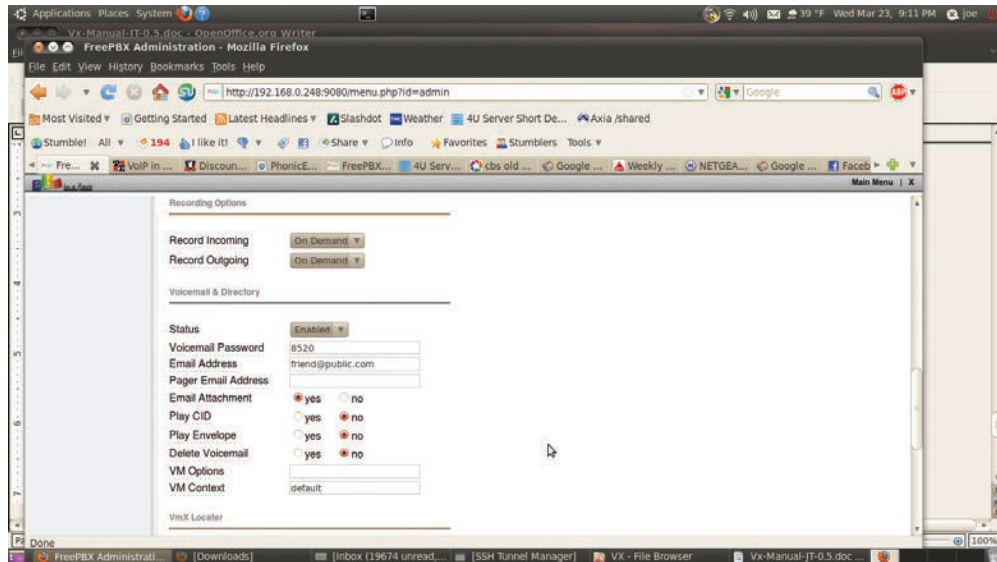 Applications Places System
39 °F Wed Mar 23, 9:11 PM joe
Vx-Manual-IT-0.5.doc - OpenOffice.org Writer
FreePBX Administration - Mozilla Firefox
File Edit View History Bookmarks Tools Help
http://192.168.0.248:9080/menu.php?id=admin
Google
ABP
Most Visited Getting Started Latest Headlines Slashdot Weather 4U Server Short De... Axia /shared
Stumble! All 194 I like it! Share Info Favorites Stumblers Tools
Fre... VoIP in ... Discoun... PhonicE... FreePBX... 4U Serv... cbs old ... Google ... Weekly ... NETGEA... Google ... Faceb
Main Menu | X
Recording Options
Record Incoming On Demand
Record Outgoing On Demand
Voicemail & Directory
Status Enabled
Voicemail Password 8520
Email Address friend@public.com
Pager Email Address
Email Attachment yes no
Play CID yes no
Play Envelope yes no
Delete Voicemail yes no
VM Options
VM Context default
VmX Locater
Done
100%
FreePBX Administrati... [Downloads] [Inbox (19674 unread,... [SSH Tunnel Manager] VX - File Browser Vx-Manual-JT-0.5.doc ...